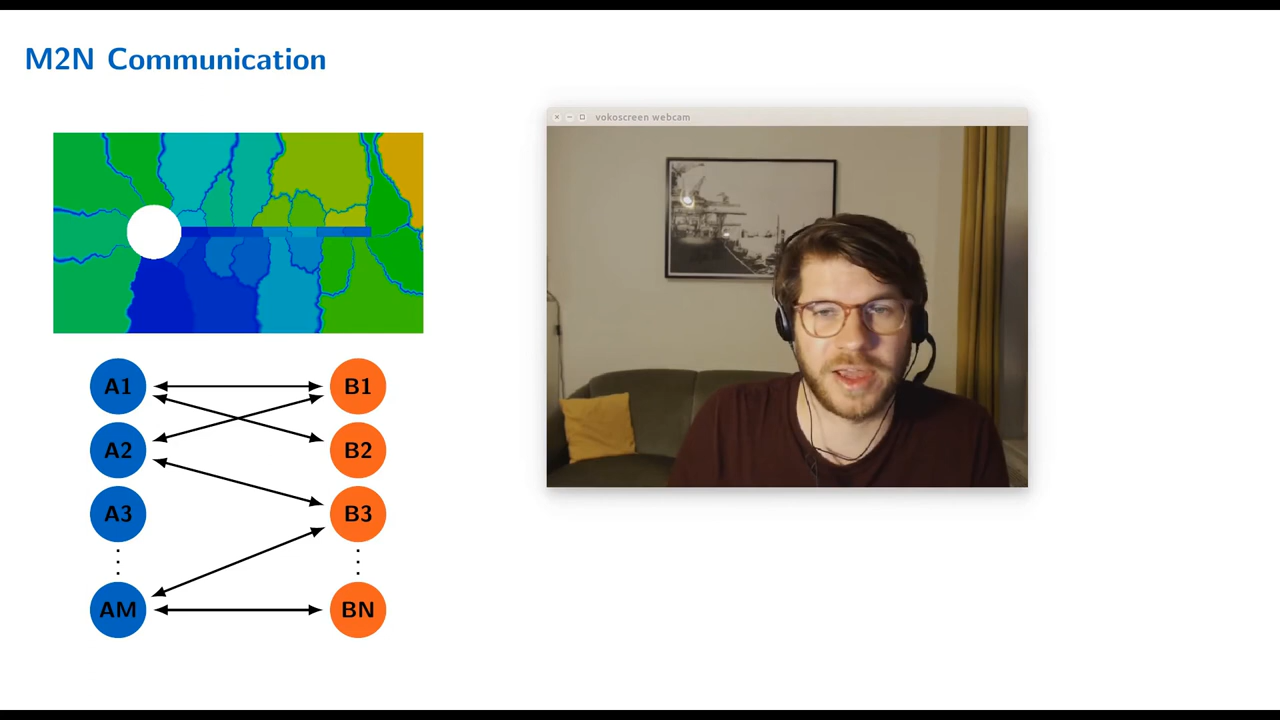 M2N Communication
vokoscreen webcam
A1 B1
A2 B2
A3 B3
AM BN